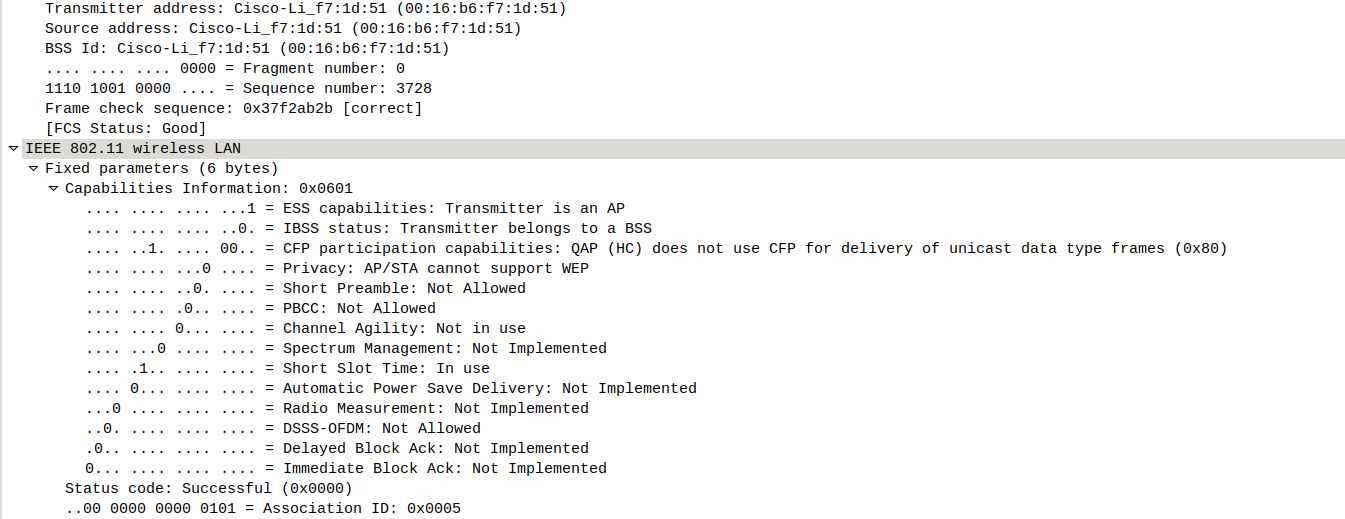 Transmitter address: Cisco-Li_f7:1d:51 (00:16:b6:f7:1d:51)
Source address: Cisco-Li_f7:1d:51 (00:16:b6:f7:1d:51)
BSS Id: Cisco-Li_f7:1d:51 (00:16:b6:f7:1d:51)
.... .... .... 0000 = Fragment number: 0
1110 1001 0000 .... = Sequence number: 3728
Frame check sequence: 0x37f2ab2b [correct]
[FCS Status: Good]
IEEE 802.11 wireless LAN
Fixed parameters (6 bytes)
Capabilities Information: 0x0601
.... .... .... ...1 = ESS capabilities: Transmitter is an AP
.... .... .... ..0. = IBSS status: Transmitter belongs to a BSS
.... ..1. .... 00.. = CFP participation capabilities: QAP (HC) does not use CFP for delivery of unicast data type frames (0x80)
.... .... ...0 .... = Privacy: AP/STA cannot support WEP
.... .... ..0. .... = Short Preamble: Not Allowed
.... .... .0.. .... = PBCC: Not Allowed
.... .... 0... .... = Channel Agility: Not in use
.... ...0 .... .... = Spectrum Management: Not Implemented
.... .1.. .... .... = Short Slot Time: In use
.... 0... .... .... = Automatic Power Save Delivery: Not Implemented
...0 .... .... .... = Radio Measurement: Not Implemented
..0. .... .... .... = DSSS-OFDM: Not Allowed
.0.. .... .... .... = Delayed Block Ack: Not Implemented
0... .... .... .... = Immediate Block Ack: Not Implemented
Status code: Successful (0x0000)
..00 0000 0000 0101 = Association ID: 0x0005